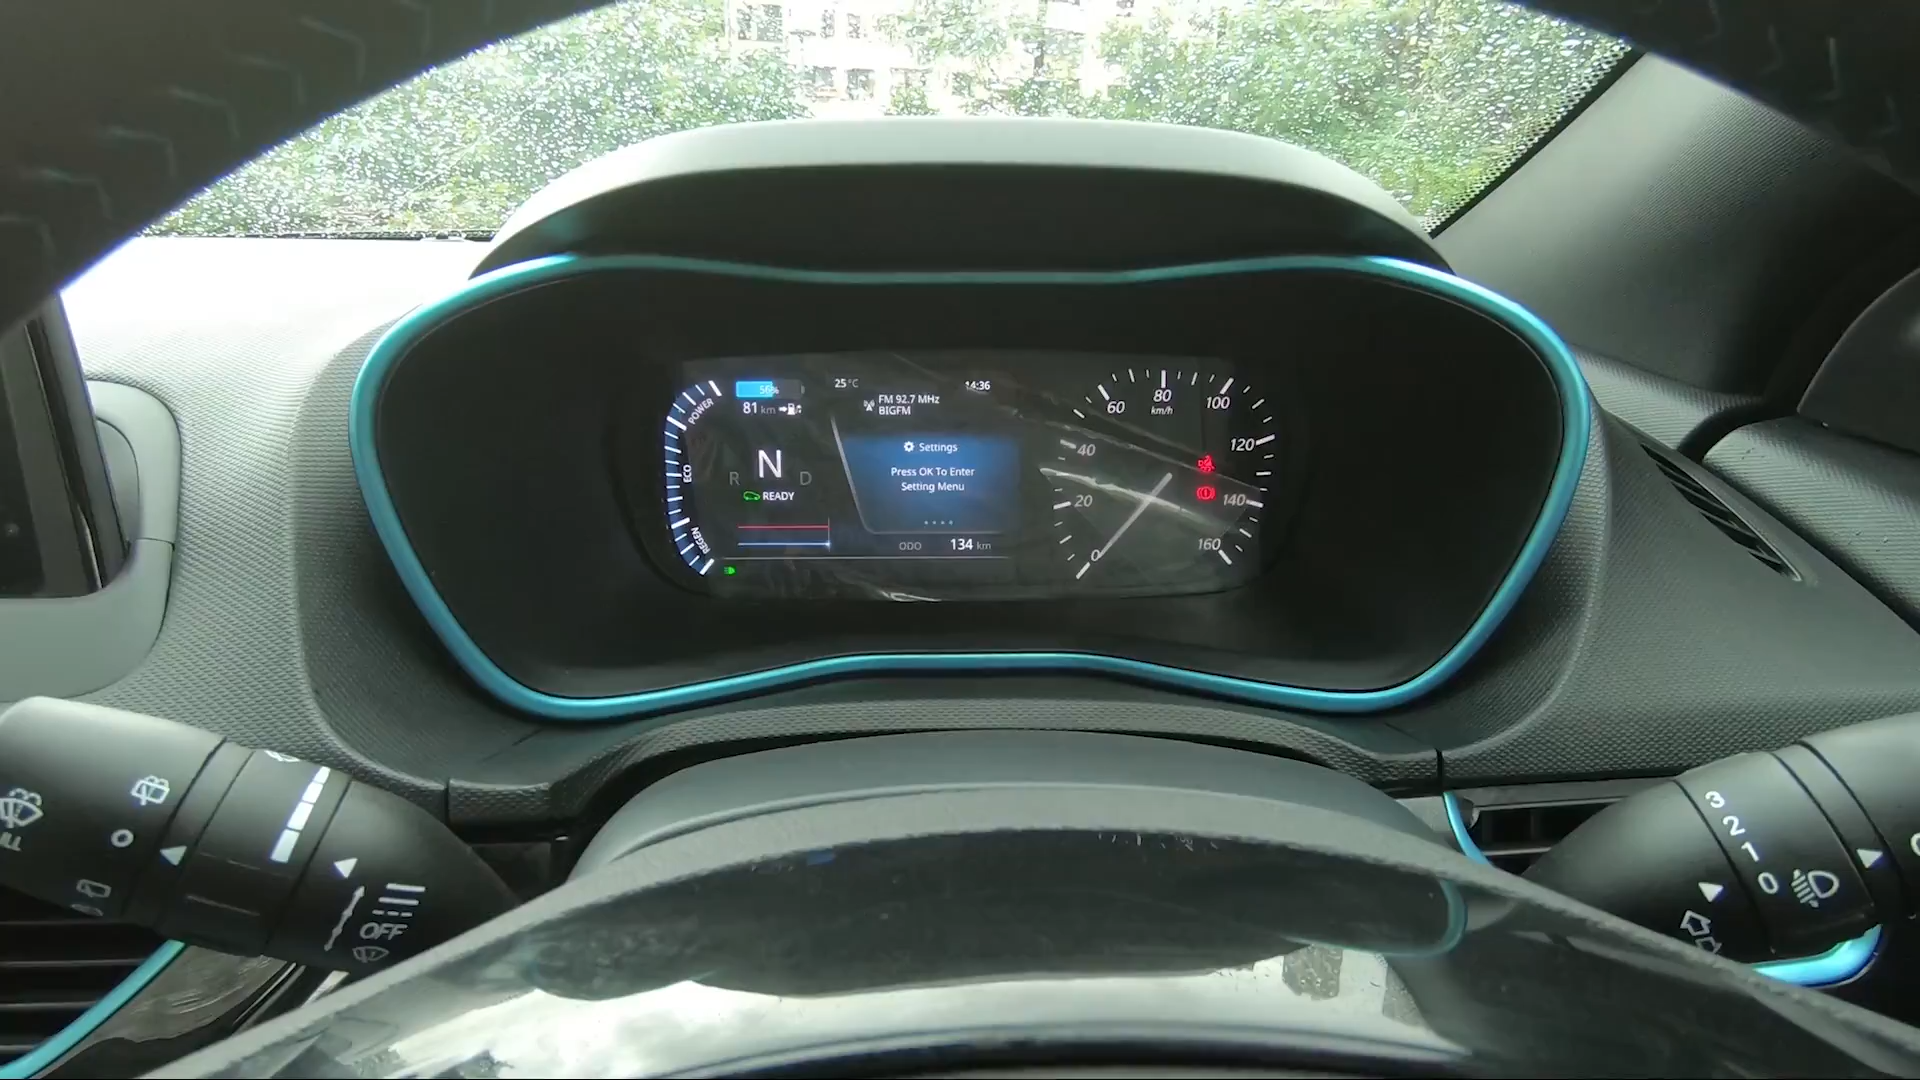 POWER
ECO
REGEN
56%
81 km
25°C
14:36
FM 92.7 MHz
BIGFM
R N D
READY
Settings
Press OK To Enter
Setting Menu
ODO 134 km
0
20
40
60
80
100
120
140
160
km/h
OFF
3
2
1
0